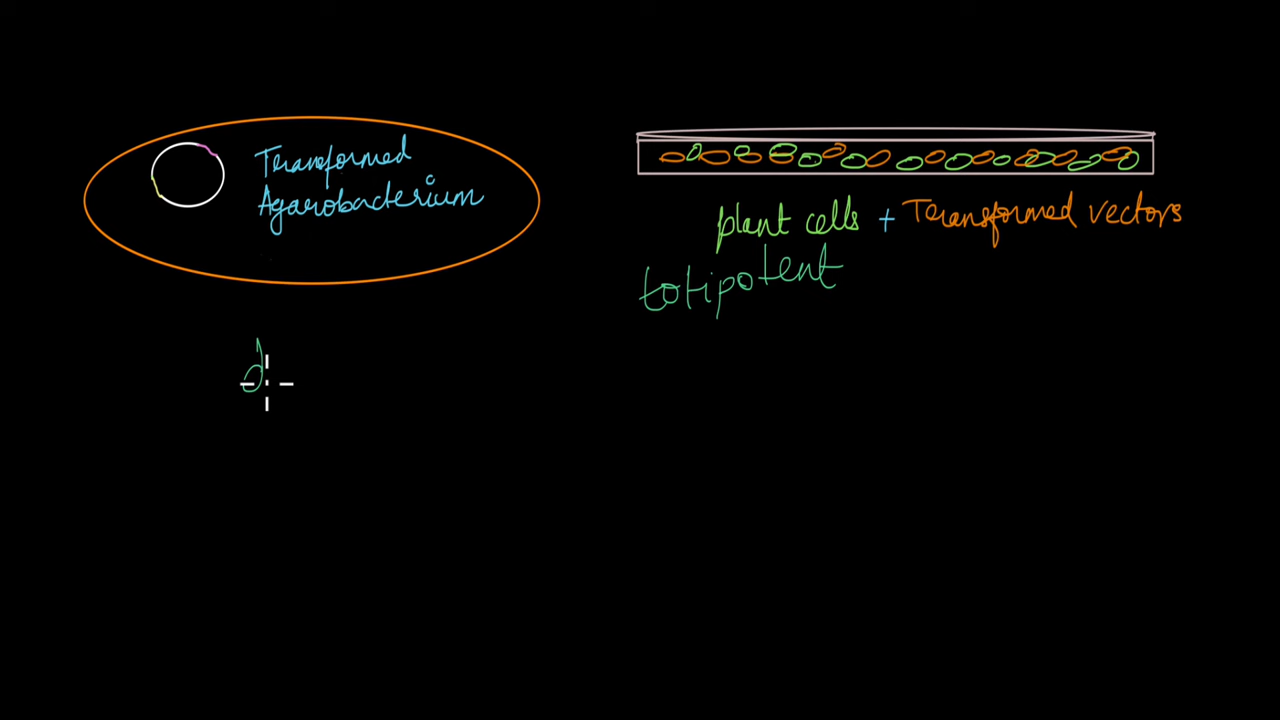 Transformed
Agarobacterium
plant cells + Transformed vectors
totipotent
d